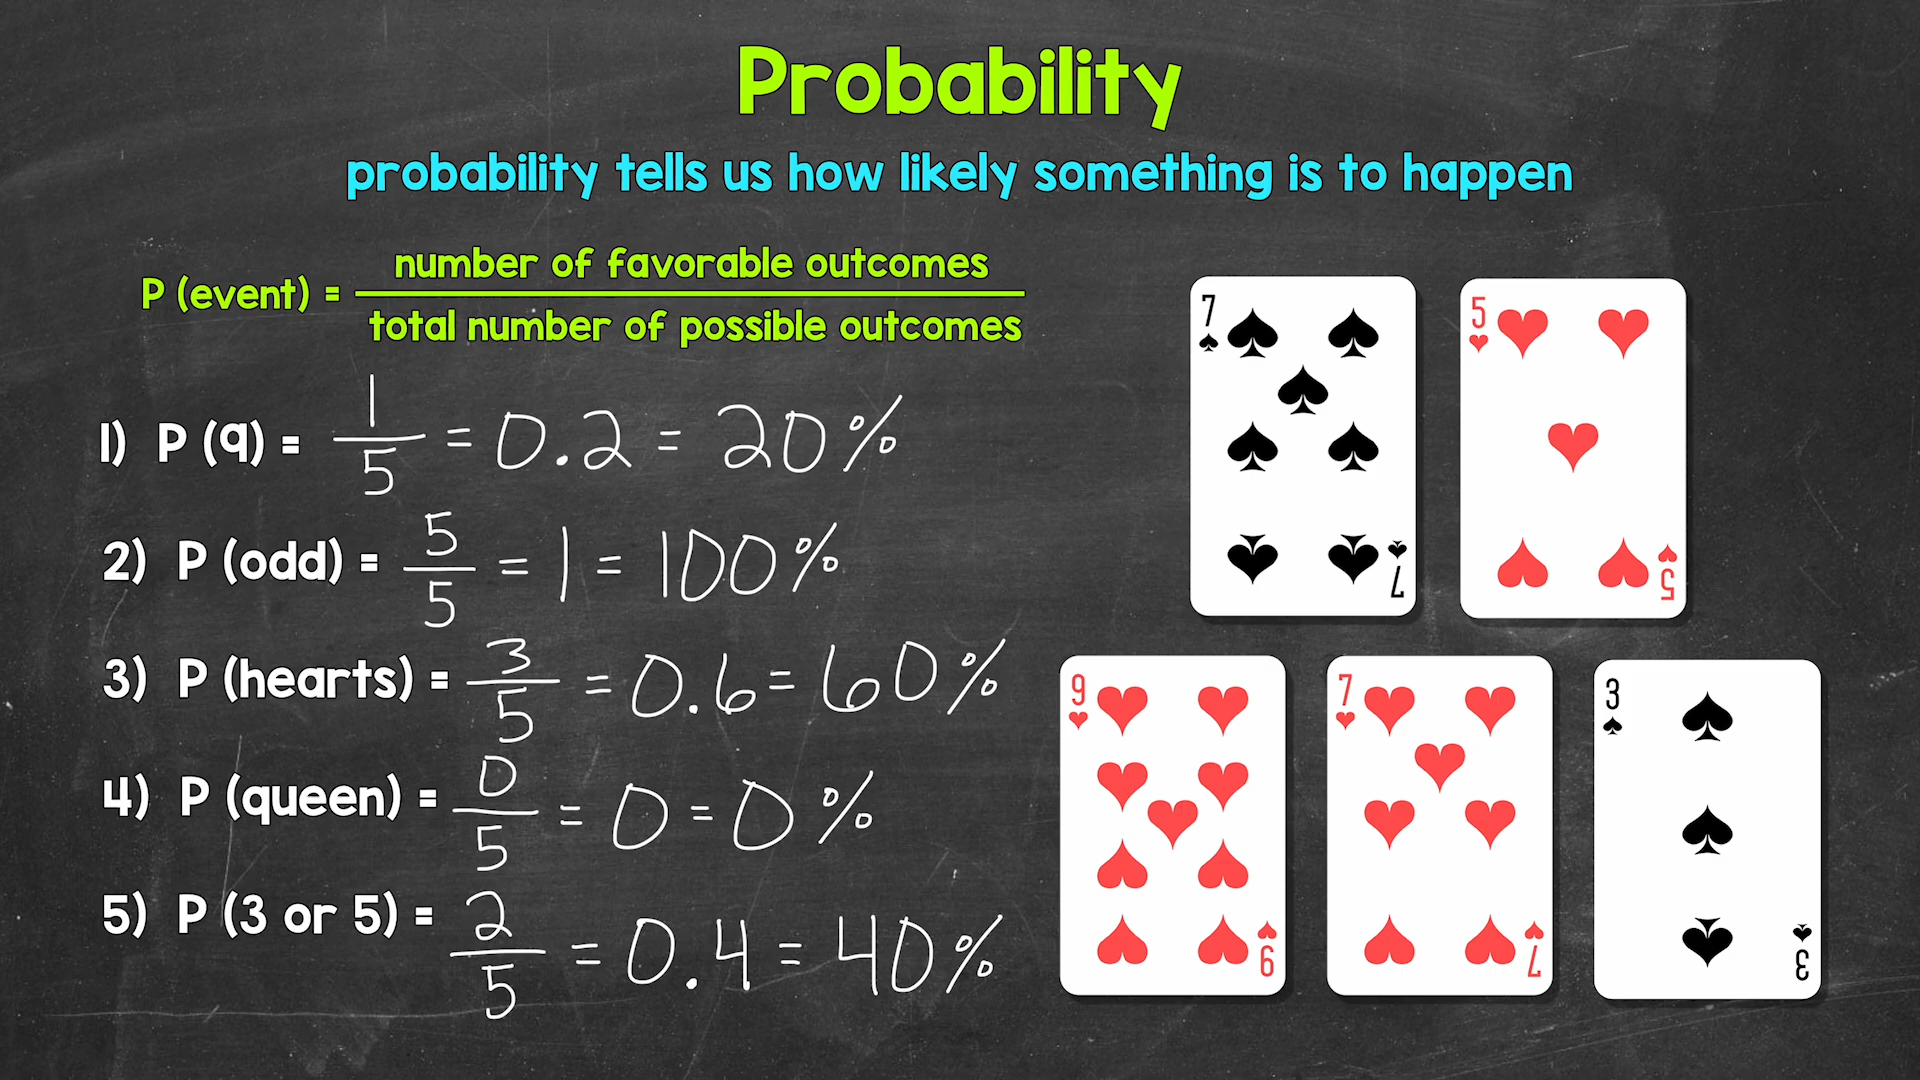 Probability
probability tells us how likely something is to happen
P (event) = number of favorable outcomes
total number of possible outcomes
1) P (9) = 1/5 = 0.2 = 20%
2) P (odd) = 5/5 = 1 = 100%
3) P (hearts) = 3/5 = 0.6 = 60%
4) P (queen) = 0/5 = 0 = 0%
5) P (3 or 5) = 2/5 = 0.4 = 40%
7
7
5
5
9
9
7
7
3
3